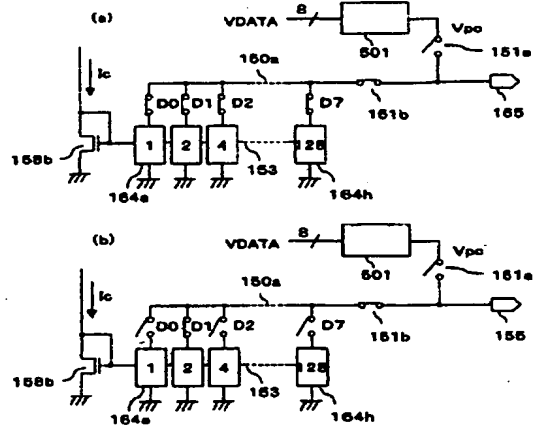 (a)
VDATA 8 Vpc
501 151a
Ic 150a 165
D0 D1 D2 D7 161b
158b 1 2 4 128
153
164a 164h
(b)
VDATA 8 Vpc
501 161a
Ic 150a 155
D0 D1 D2 D7 151b
158b 1 2 4 128
153
164a 164h